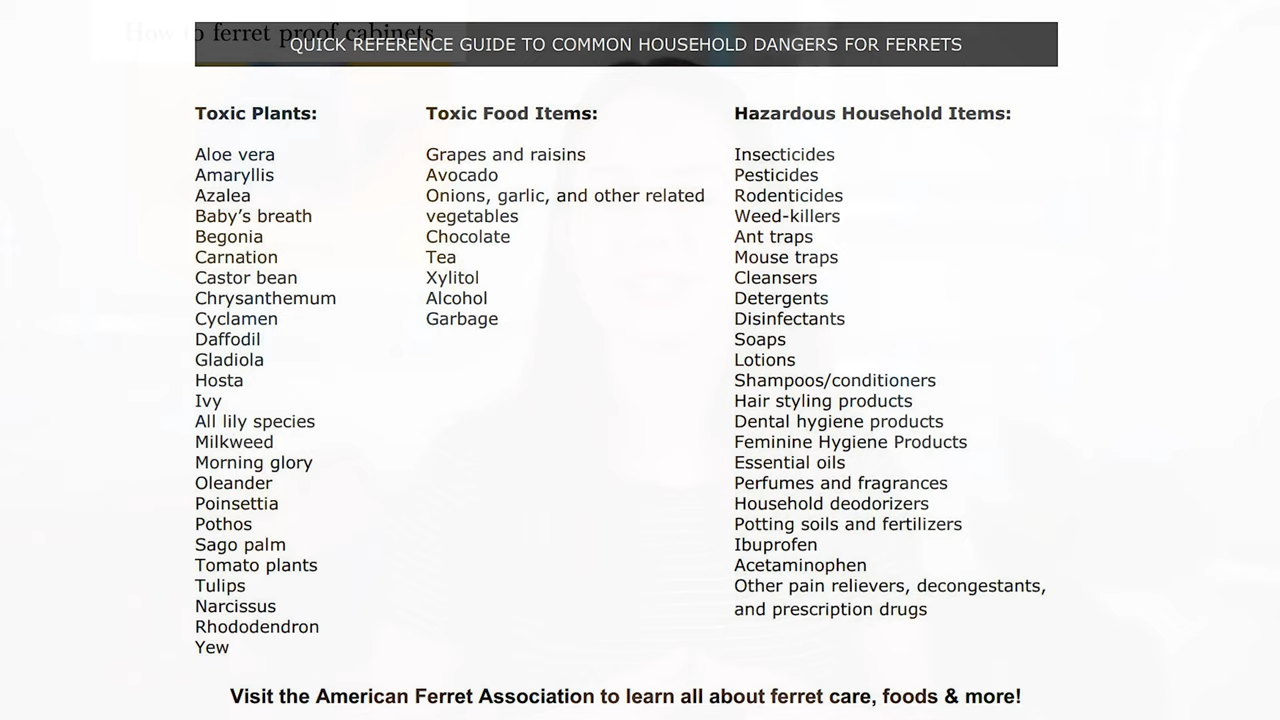 How to ferret proof cabinets
QUICK REFERENCE GUIDE TO COMMON HOUSEHOLD DANGERS FOR FERRETS
Toxic Plants:
Aloe vera
Amaryllis
Azalea
Baby’s breath
Begonia
Carnation
Castor bean
Chrysanthemum
Cyclamen
Daffodil
Gladiola
Hosta
Ivy
All lily species
Milkweed
Morning glory
Oleander
Poinsettia
Pothos
Sago palm
Tomato plants
Tulips
Narcissus
Rhododendron
Yew
Toxic Food Items:
Grapes and raisins
Avocado
Onions, garlic, and other related
vegetables
Chocolate
Tea
Xylitol
Alcohol
Garbage
Hazardous Household Items:
Insecticides
Pesticides
Rodenticides
Weed-killers
Ant traps
Mouse traps
Cleansers
Detergents
Disinfectants
Soaps
Lotions
Shampoos/conditioners
Hair styling products
Dental hygiene products
Feminine Hygiene Products
Essential oils
Perfumes and fragrances
Household deodorizers
Potting soils and fertilizers
Ibuprofen
Acetaminophen
Other pain relievers, decongestants,
and prescription drugs
Visit the American Ferret Association to learn all about ferret care, foods & more!